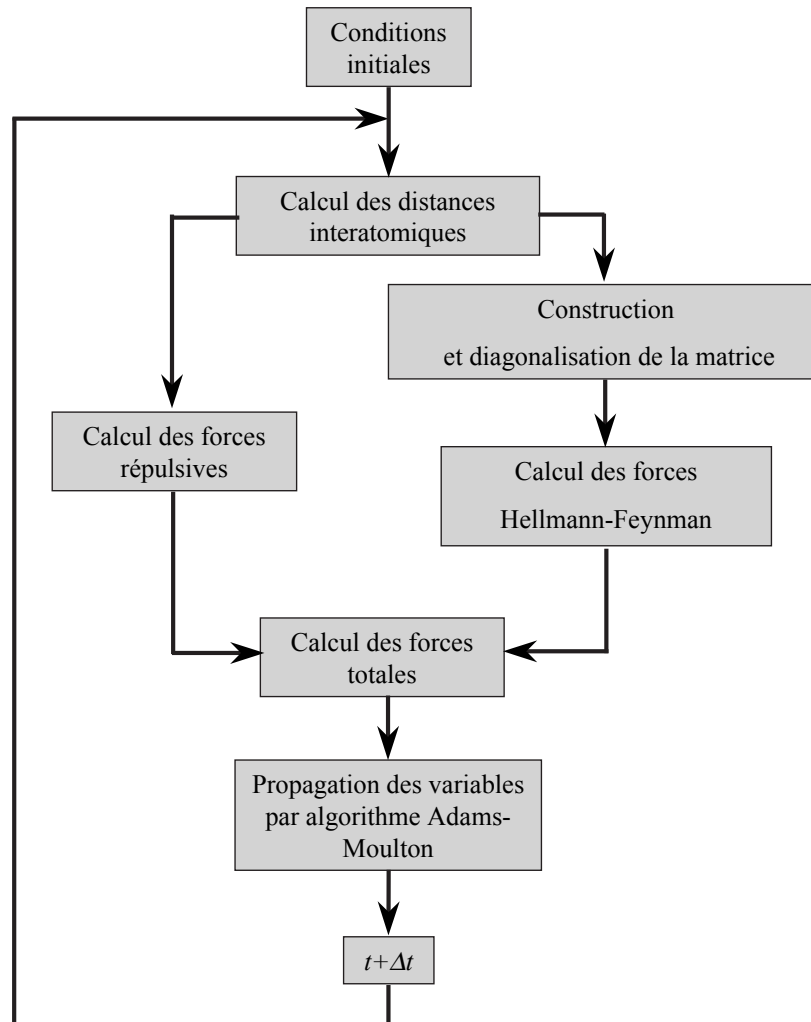 Conditions
initiales
Calcul des distances
interatomiques
Construction
et diagonalisation de la matrice
Calcul des forces
répulsives
Calcul des forces
Hellmann-Feynman
Calcul des forces
totales
Propagation des variables
par algorithme Adams-
Moulton
t+Δt